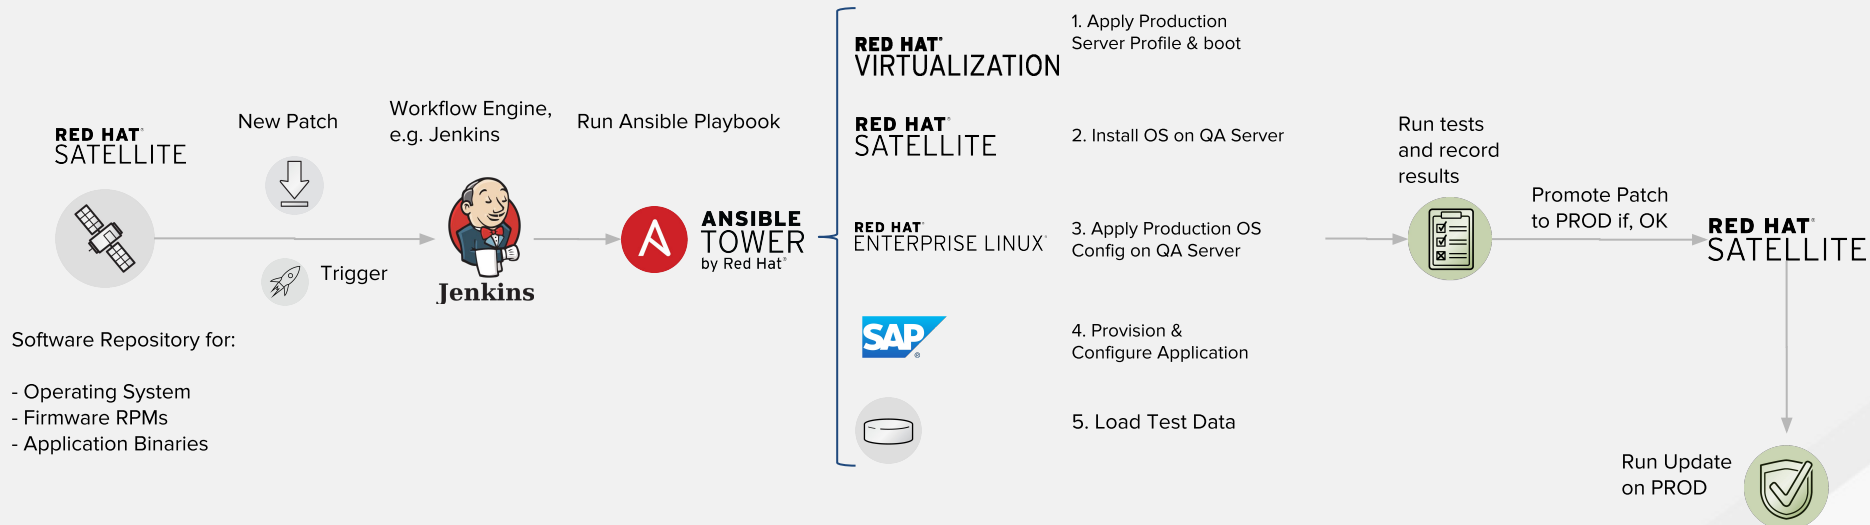 RED HAT®
SATELLITE
New Patch
Trigger
Software Repository for:
- Operating System
- Firmware RPMs
- Application Binaries
Workflow Engine,
e.g. Jenkins
Jenkins
Run Ansible Playbook
A
ANSIBLE
TOWER
by Red Hat®
RED HAT®
VIRTUALIZATION
1. Apply Production
Server Profile & boot
RED HAT®
SATELLITE
2. Install OS on QA Server
RED HAT®
ENTERPRISE LINUX®
3. Apply Production OS
Config on QA Server
SAP®
4. Provision &
Configure Application
5. Load Test Data
Run tests
and record
results
Promote Patch
to PROD if, OK
RED HAT®
SATELLITE
Run Update
on PROD